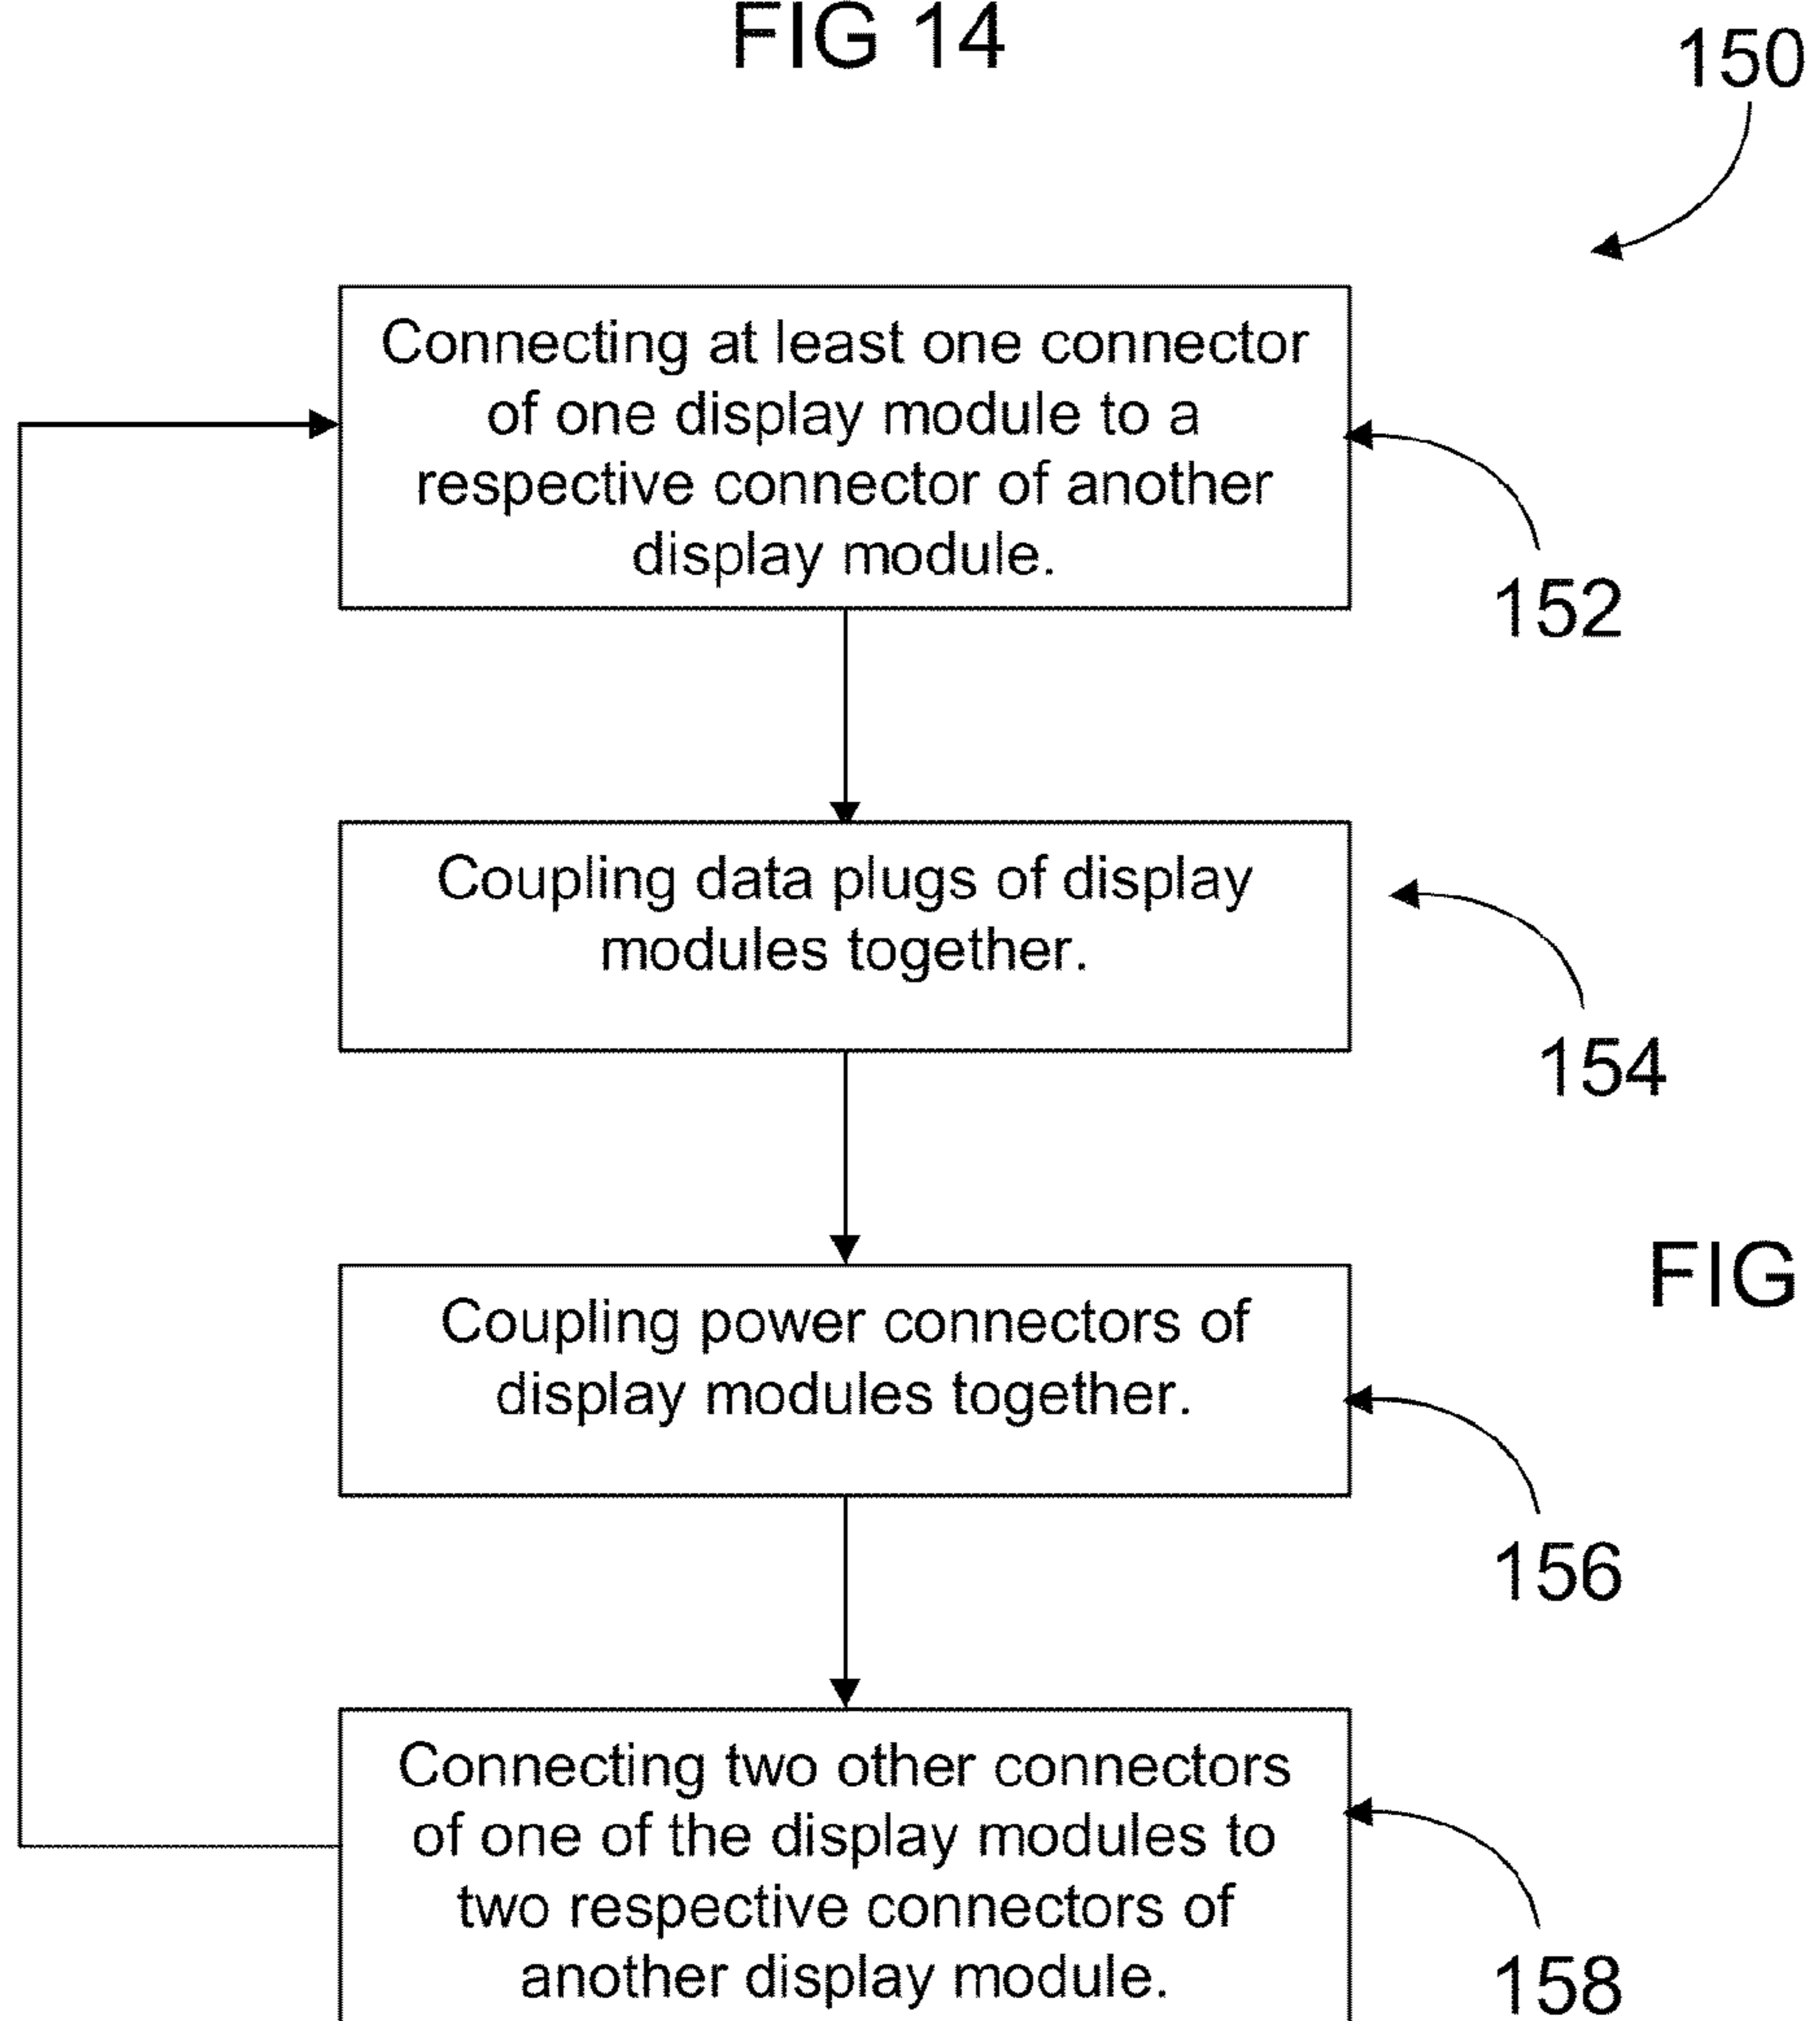 FIG 14
150
Connecting at least one connector
of one display module to a
respective connector of another
display module.
152
Coupling data plugs of display
modules together.
154
FIG
Coupling power connectors of
display modules together.
156
Connecting two other connectors
of one of the display modules to
two respective connectors of
another display module.
158